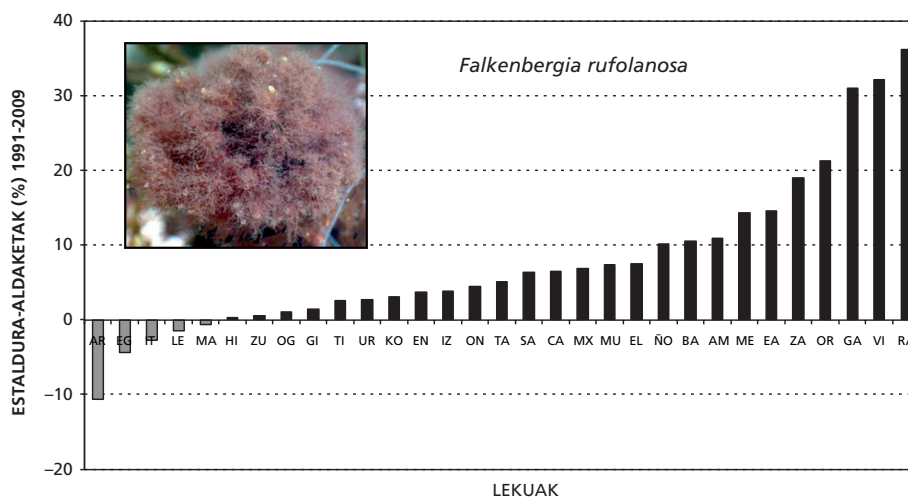 ESTALDURA-ALDAKETAK (%) 1991-2009
40
30
20
10
0
–10
–20
Falkenbergia rufolanosa
AR EG IT LE MA HI ZU OG GI TI UR KO EN IZ ON TA SA CA MX MU EL ÑO BA AM ME EA ZA OR GA VI RA
LEKUAK